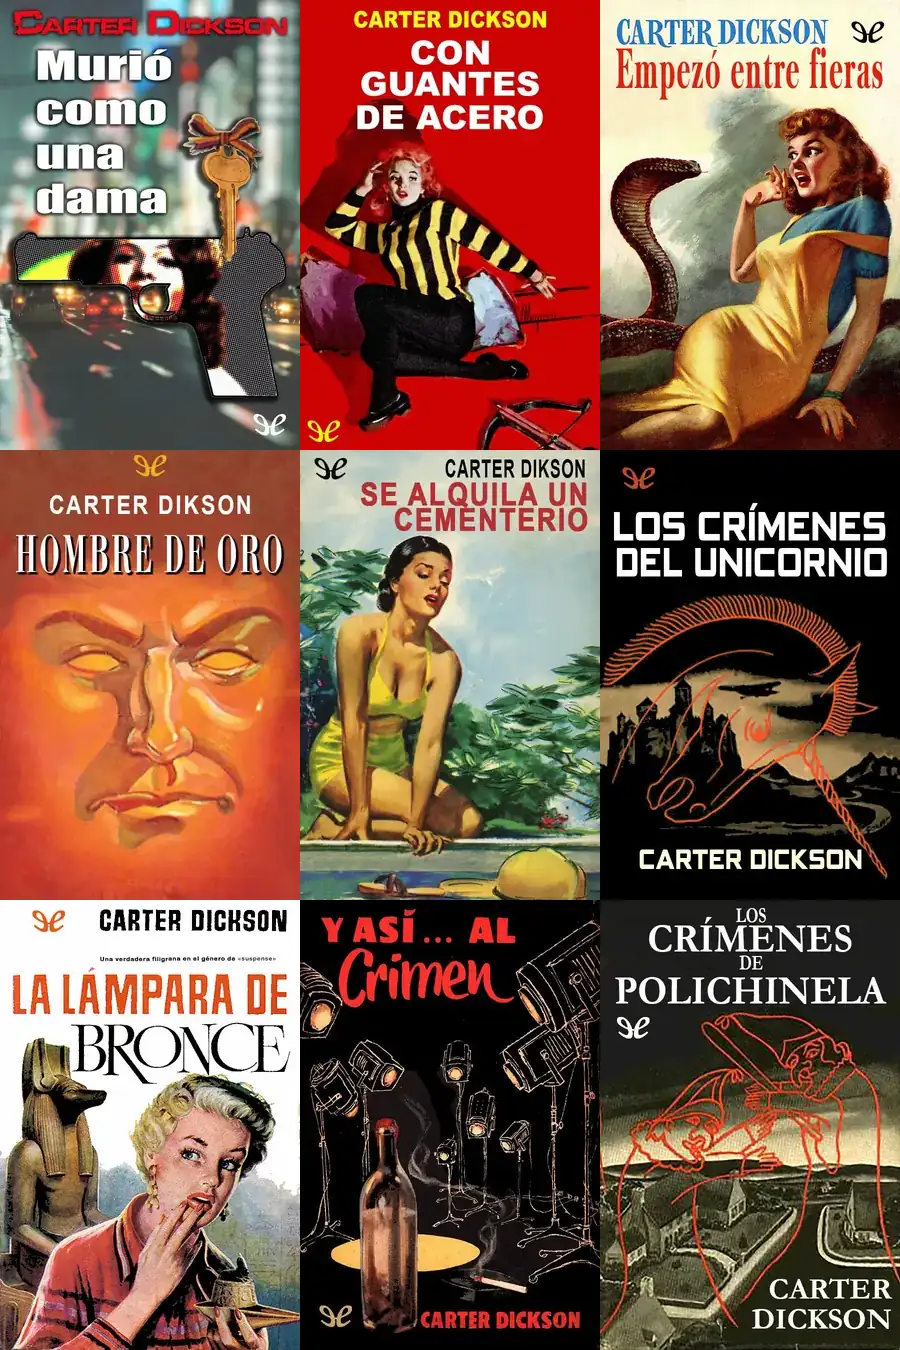 CARTER DICKSON
Murió
como
una
dama
CARTER DICKSON
CON
GUANTES
DE ACERO
CARTER DICKSON
Empezó entre fieras
CARTER DIKSON
HOMBRE DE ORO
CARTER DIKSON
SE ALQUILA UN
CEMENTERIO
LOS CRÍMENES
DEL UNICORNIO
CARTER DICKSON
CARTER DICKSON
Una verdadera filigrana en el género de «suspense»
LA LÁMPARA DE
BRONCE
Y ASÍ... AL
Crimen
CARTER DICKSON
LOS
CRÍMENES
DE
POLICHINELA
CARTER
DICKSON